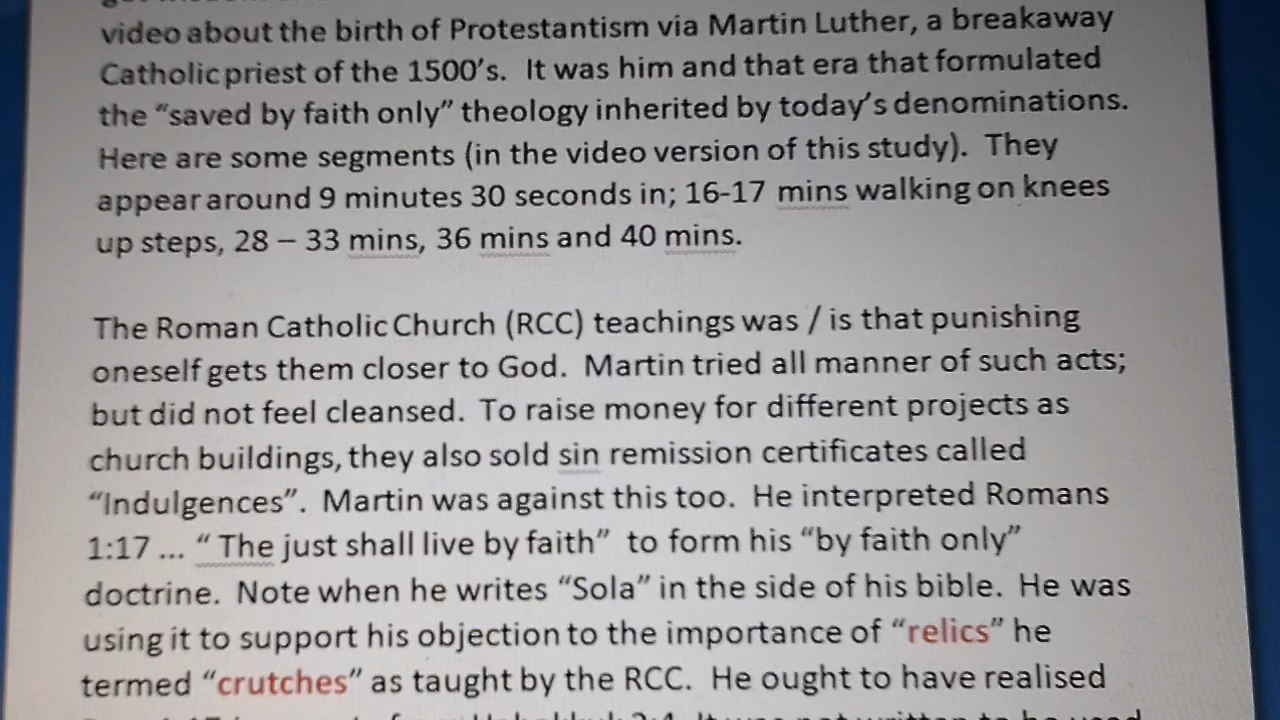 video about the birth of Protestantism via Martin Luther, a breakaway
Catholic priest of the 1500's.  It was him and that era that formulated
the “saved by faith only” theology inherited by today's denominations.
Here are some segments (in the video version of this study).  They
appear around 9 minutes 30 seconds in; 16-17 mins walking on knees
up steps, 28 – 33 mins, 36 mins and 40 mins.
The Roman Catholic Church (RCC) teachings was / is that punishing
oneself gets them closer to God.  Martin tried all manner of such acts;
but did not feel cleansed.  To raise money for different projects as
church buildings, they also sold sin remission certificates called
“Indulgences”.  Martin was against this too.  He interpreted Romans
1:17 ... “ The just shall live by faith”  to form his “by faith only”
doctrine.  Note when he writes “Sola” in the side of his bible.  He was
using it to support his objection to the importance of “relics” he
termed “crutches” as taught by the RCC.  He ought to have realised